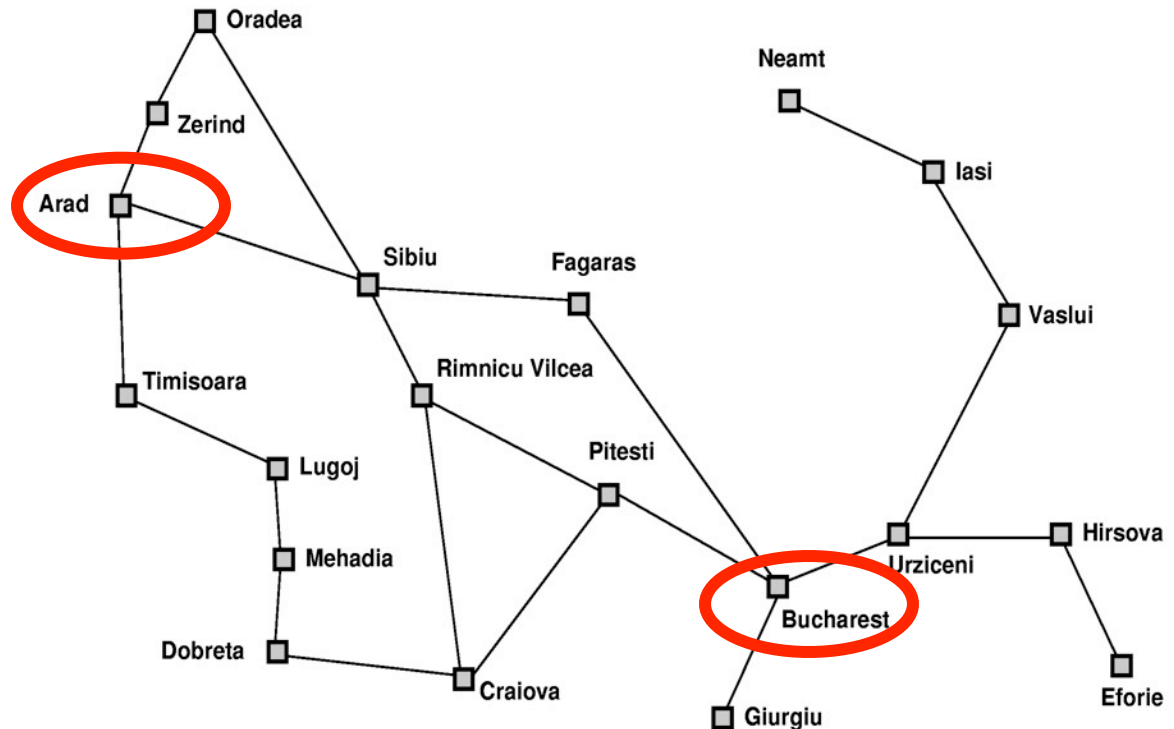 Oradea
Neamt
Zerind
Iasi
Arad
Sibiu
Fagaras
Vaslui
Rimnicu Vilcea
Timisoara
Pitesti
Lugoj
Hirsova
Mehadia
Urziceni
Bucharest
Dobreta
Craiova
Eforie
Giurgiu